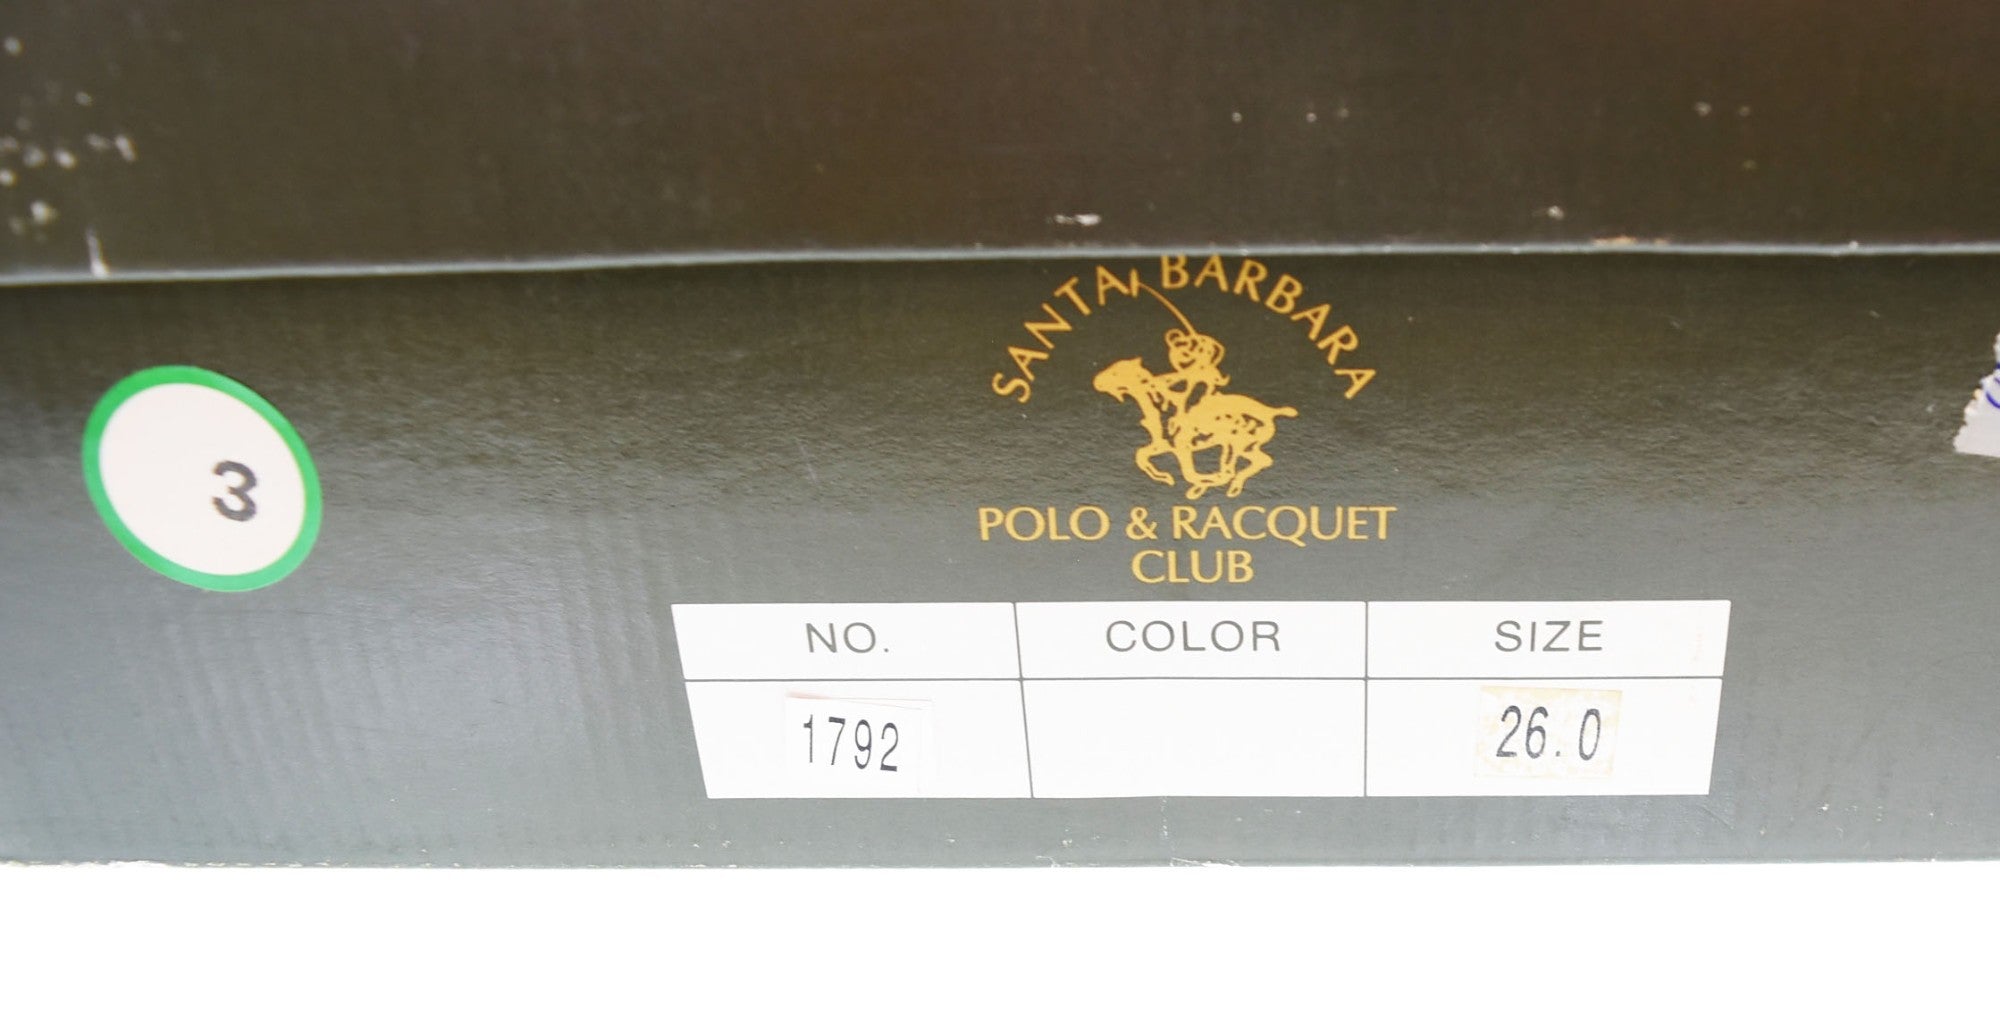 SANTA BARBARA
3
POLO & RACQUET
CLUB
NO. COLOR SIZE
1792 26.0